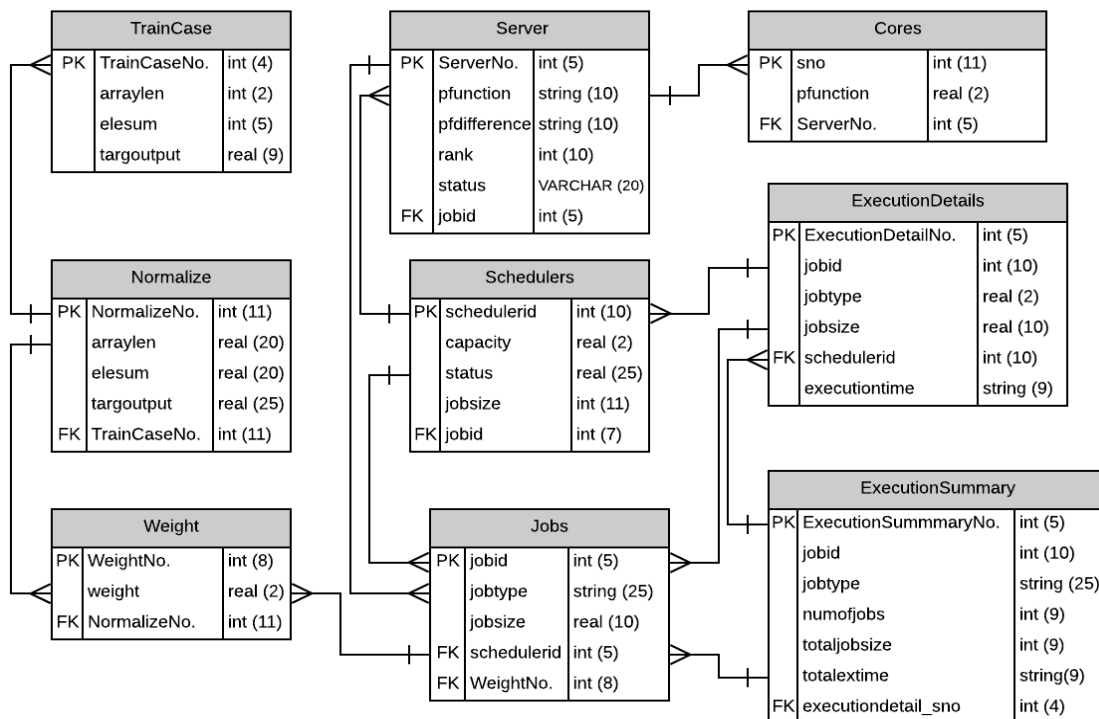 TrainCase
PK TrainCaseNo. int (4)
arraylen int (2)
elesum int (5)
targoutput real (9)
Server
PK ServerNo. int (5)
pfunction string (10)
pfdifference string (10)
rank int (10)
status VARCHAR (20)
FK jobid int (5)
Cores
PK sno int (11)
pfunction real (2)
FK ServerNo. int (5)
Normalize
PK NormalizeNo. int (11)
arraylen real (20)
elesum real (20)
targoutput real (25)
FK TrainCaseNo. int (11)
Schedulers
PK schedulerid int (10)
capacity real (2)
status real (25)
jobsize int (11)
FK jobid int (7)
ExecutionDetails
PK ExecutionDetailNo. int (5)
jobid int (10)
jobtype real (2)
jobsize real (10)
FK schedulerid int (10)
executiontime string (9)
Weight
PK WeightNo. int (8)
weight real (2)
FK NormalizeNo. int (11)
Jobs
PK jobid int (5)
jobtype string (25)
jobsize real (10)
FK schedulerid int (5)
FK WeightNo. int (8)
ExecutionSummary
PK ExecutionSummmaryNo. int (5)
jobid int (10)
jobtype string (25)
numofjobs int (9)
totaljobsize int (9)
totalextime string(9)
FK executiondetail_sno int (4)